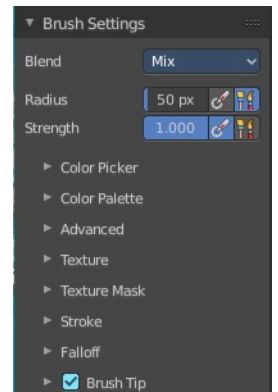 Brush Settings
Blend Mix
Radius 50 px
Strength 1.000
Color Picker
Color Palette
Advanced
Texture
Texture Mask
Stroke
Falloff
Brush Tip